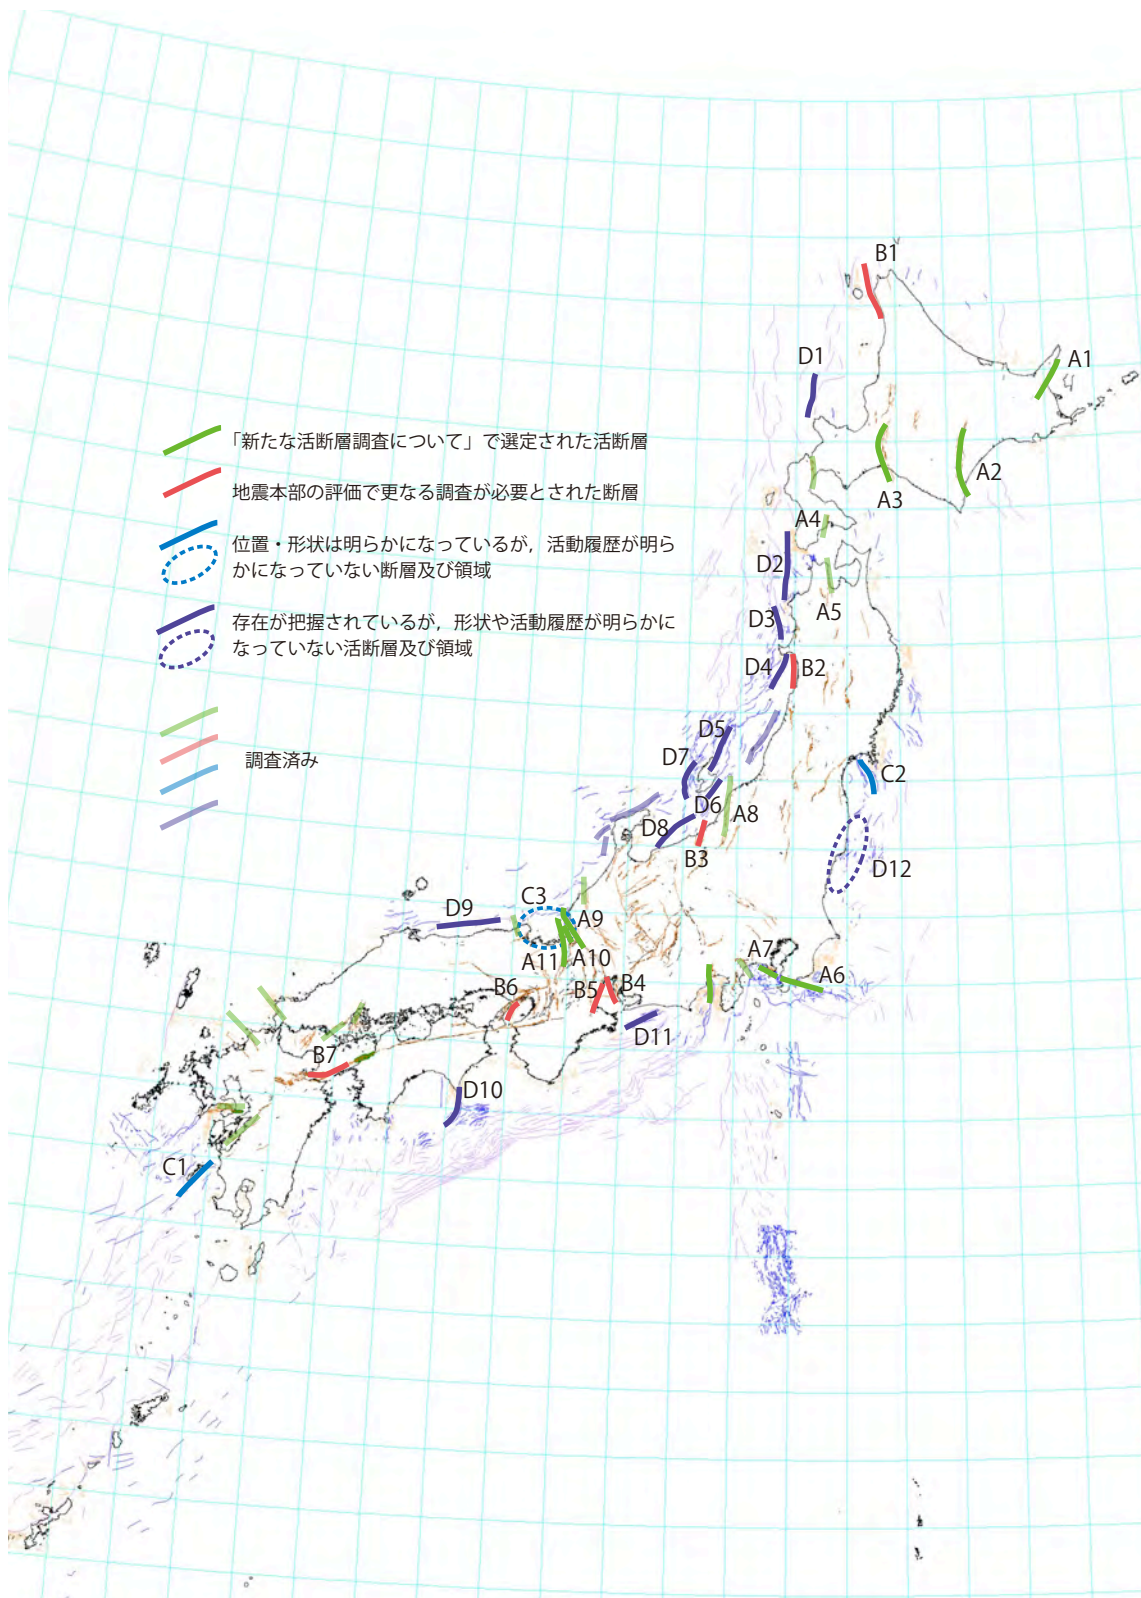 B1
D1
A1
「新たな活断層調査について」で選定された活断層
地震本部の評価で更なる調査が必要とされた断層
A3
A2
A4
位置・形状は明らかになっているが，活動履歴が明ら
かになっていない断層及び領域
D2
A5
存在が把握されているが，形状や活動履歴が明らかに
なっていない活断層及び領域
D3
D4
B2
調査済み
D5
D7
C2
D6
A8
D8
B3
D12
C3
D9
A9
A7
A11
A10
A6
B6
B5
B4
D11
B7
D10
C1